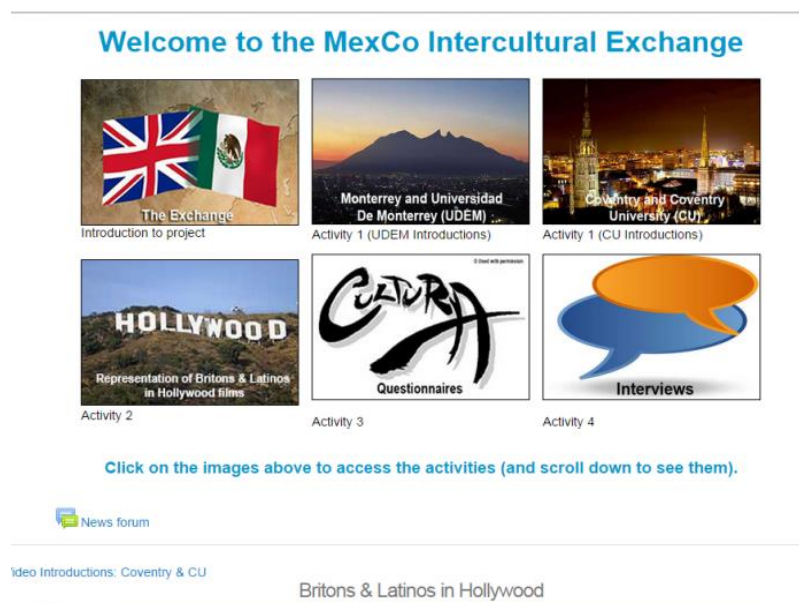 Welcome to the MexCo Intercultural Exchange
The Exchange
Introduction to project
Monterrey and Universidad
De Monterrey (UDEM)
Activity 1 (UDEM Introductions)
Coventry and Coventry
University (CU)
Activity 1 (CU Introductions)
HOLLYWOOD
Representation of Britons & Latinos
in Hollywood films
Activity 2
© Used with permission
CULTURA
Questionnaires
Activity 3
Interviews
Activity 4
Click on the images above to access the activities (and scroll down to see them).
News forum
ideo Introductions: Coventry & CU
Britons & Latinos in Hollywood